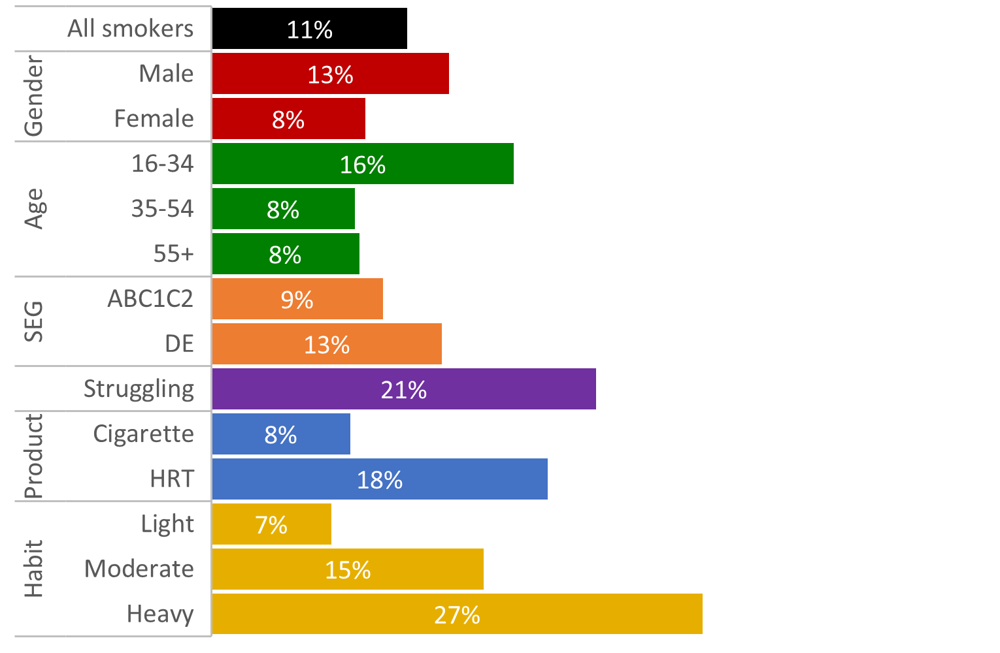 All smokers 11%
Gender
Male 13%
Female 8%
Age
16-34 16%
35-54 8%
55+ 8%
SEG
ABC1C2 9%
DE 13%
Struggling 21%
Product
Cigarette 8%
HRT 18%
Habit
Light 7%
Moderate 15%
Heavy 27%